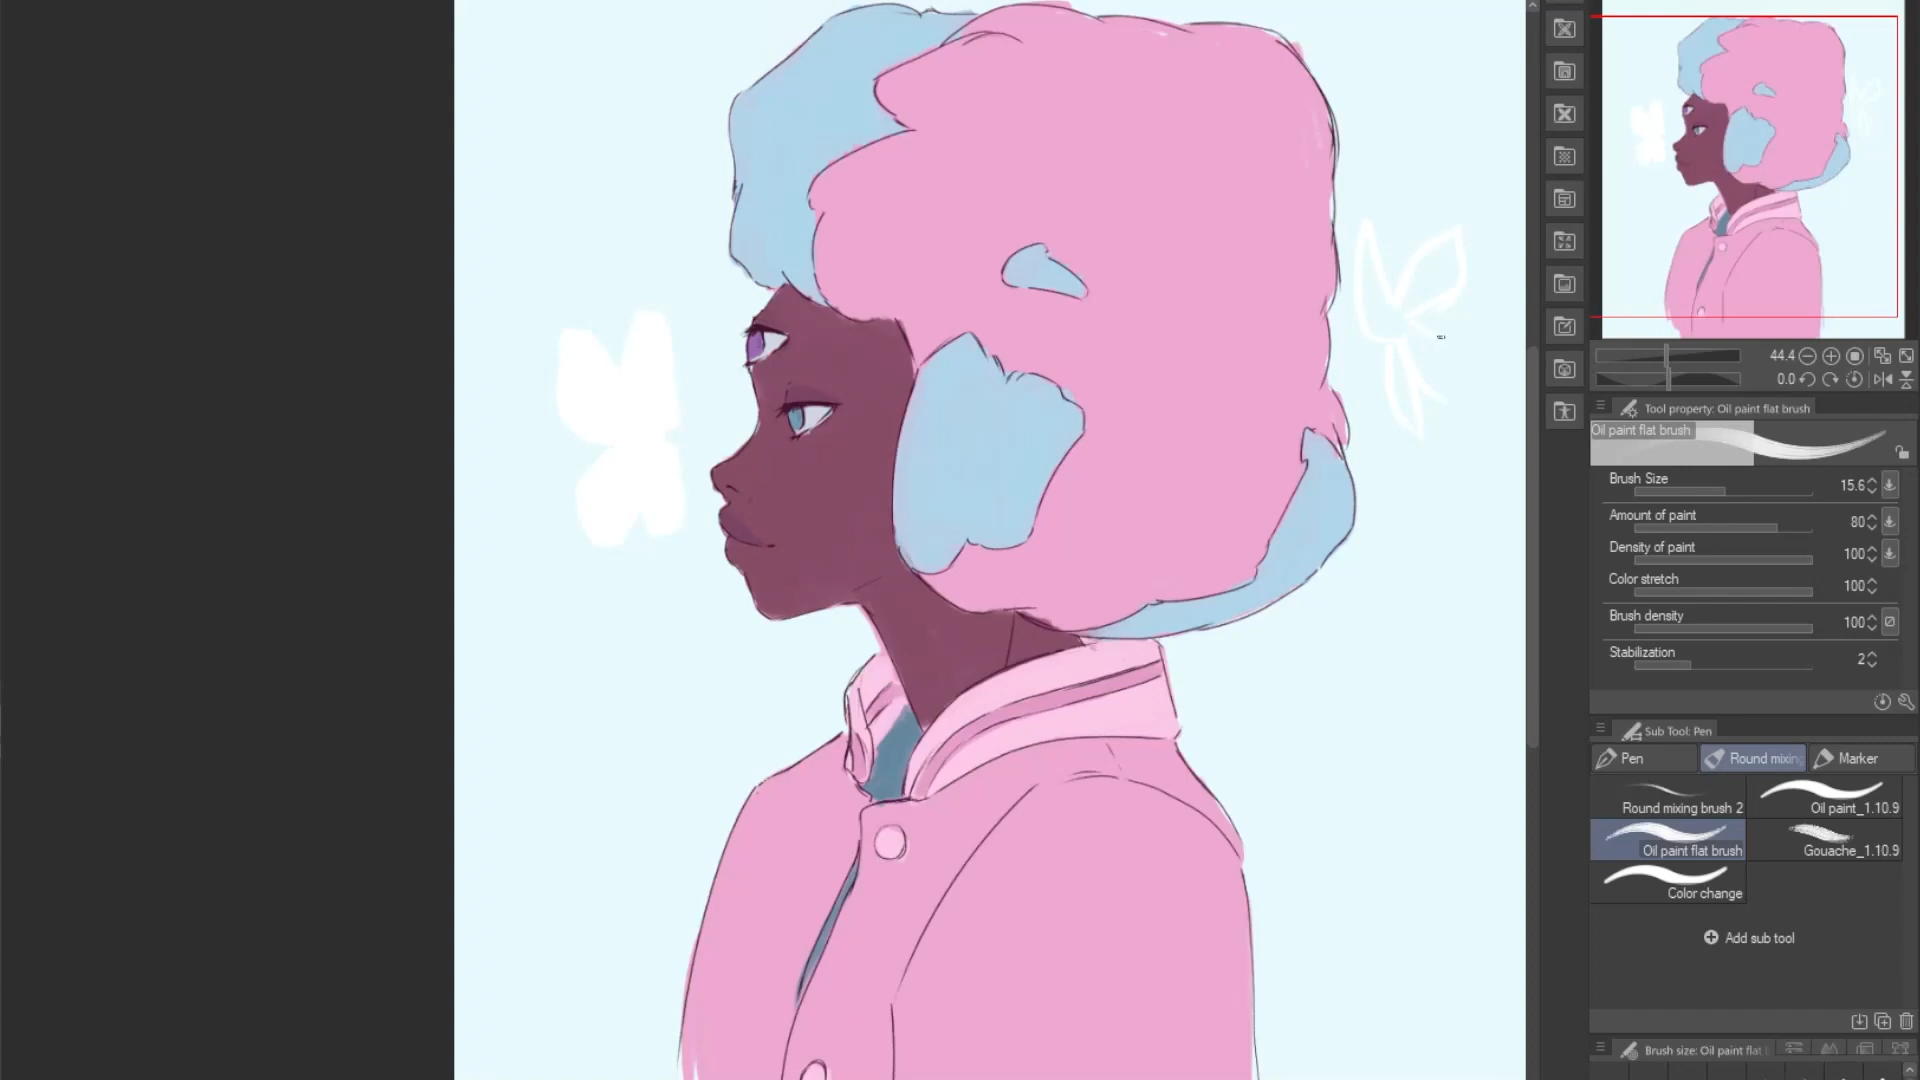 44.4
0.0
Tool property: Oil paint flat brush
Oil paint flat brush
Brush Size 15.6
Amount of paint 80
Density of paint 100
Color stretch 100
Brush density 100
Stabilization 2
Sub Tool: Pen
Pen Round mixing Marker
Round mixing brush 2 Oil paint_1.10.9
Oil paint flat brush Gouache_1.10.9
Color change
Add sub tool
Brush size: Oil paint flat